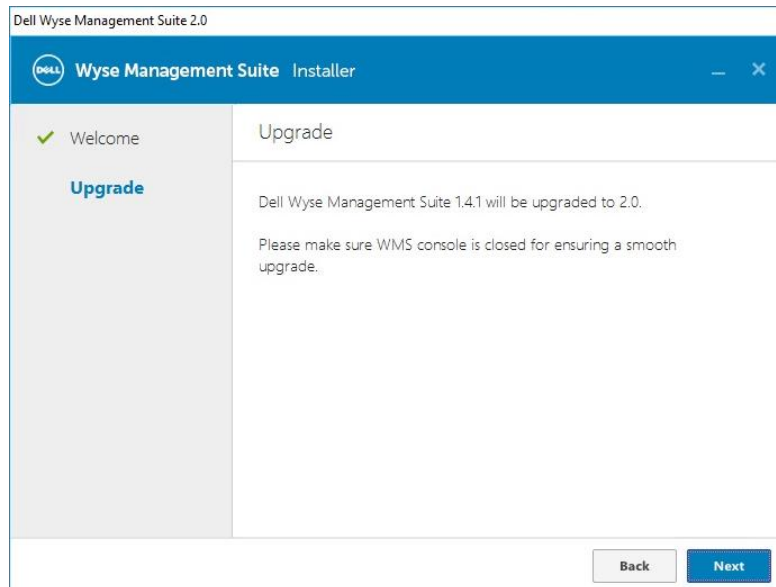 Dell Wyse Management Suite 2.0
DELL Wyse Management Suite Installer
Welcome
Upgrade
Upgrade
Dell Wyse Management Suite 1.4.1 will be upgraded to 2.0.
Please make sure WMS console is closed for ensuring a smooth
upgrade.
Back Next